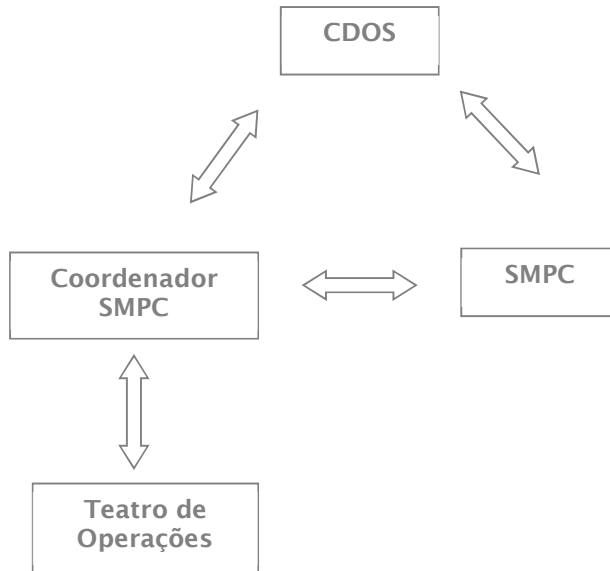 CDOS
Coordenador
SMPC
SMPC
Teatro de
Operações